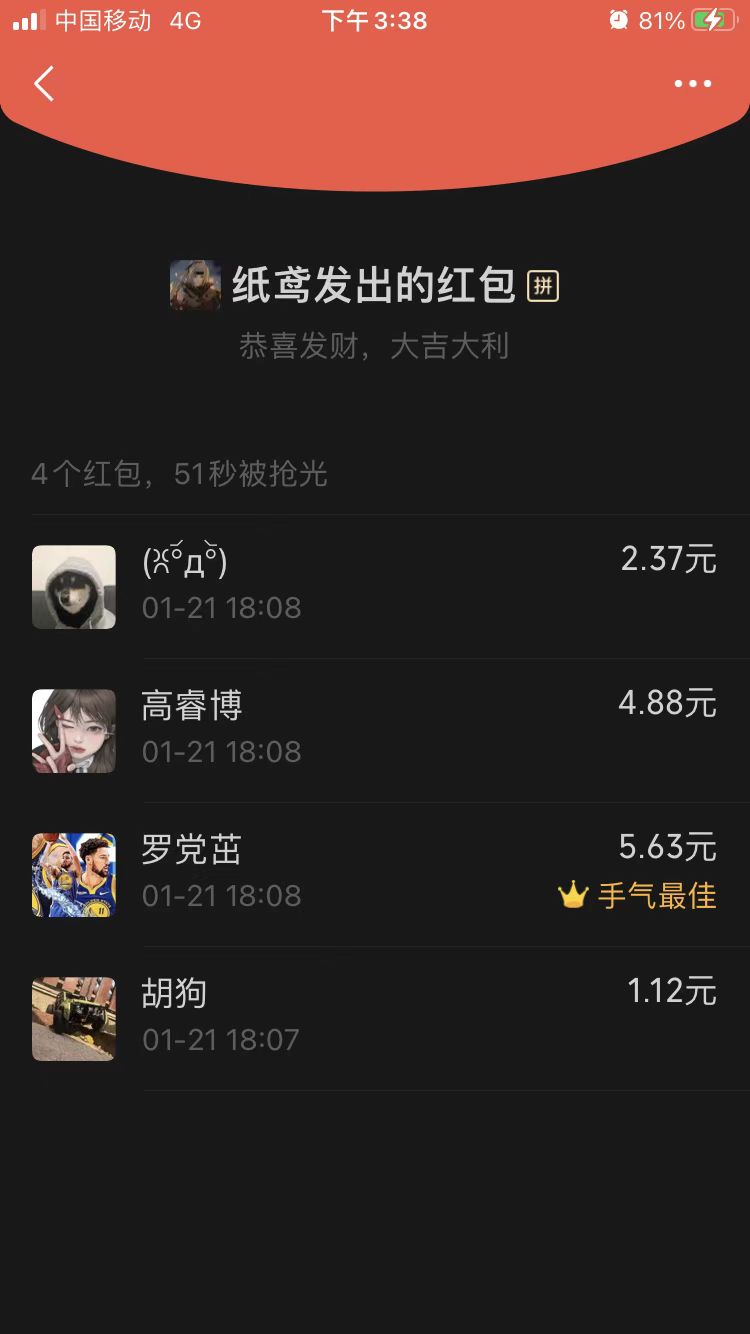 中国移动 4G 下午3:38 81%
纸鸢发出的红包 拼
恭喜发财，大吉大利
4个红包，51秒被抢光
2.37元
01-21 18:08
高睿博 4.88元
01-21 18:08
罗党茁 5.63元
01-21 18:08 手气最佳
胡狗 1.12元
01-21 18:07